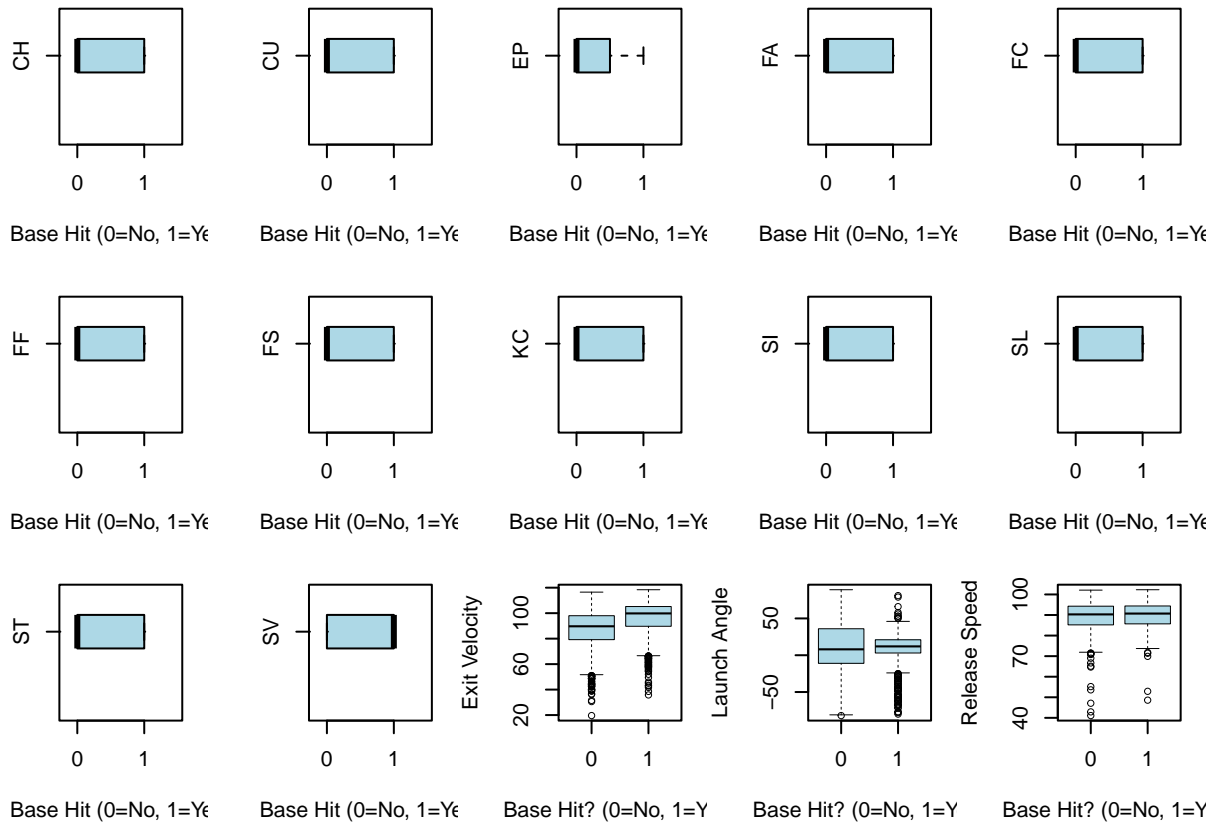 CH
0 1
Base Hit (0=No, 1=Ye
CU
0 1
Base Hit (0=No, 1=Ye
EP
0 1
Base Hit (0=No, 1=Ye
FA
0 1
Base Hit (0=No, 1=Ye
FC
0 1
Base Hit (0=No, 1=Ye
FF
0 1
Base Hit (0=No, 1=Ye
FS
0 1
Base Hit (0=No, 1=Ye
KC
0 1
Base Hit (0=No, 1=Ye
SI
0 1
Base Hit (0=No, 1=Ye
SL
0 1
Base Hit (0=No, 1=Ye
ST
0 1
Base Hit (0=No, 1=Ye
SV
0 1
Base Hit (0=No, 1=Ye
Exit Velocity
20 60 100
0 1
Base Hit? (0=No, 1=Y
Launch Angle
−50 50
0 1
Base Hit? (0=No, 1=Y
Release Speed
40 70 100
0 1
Base Hit? (0=No, 1=Y